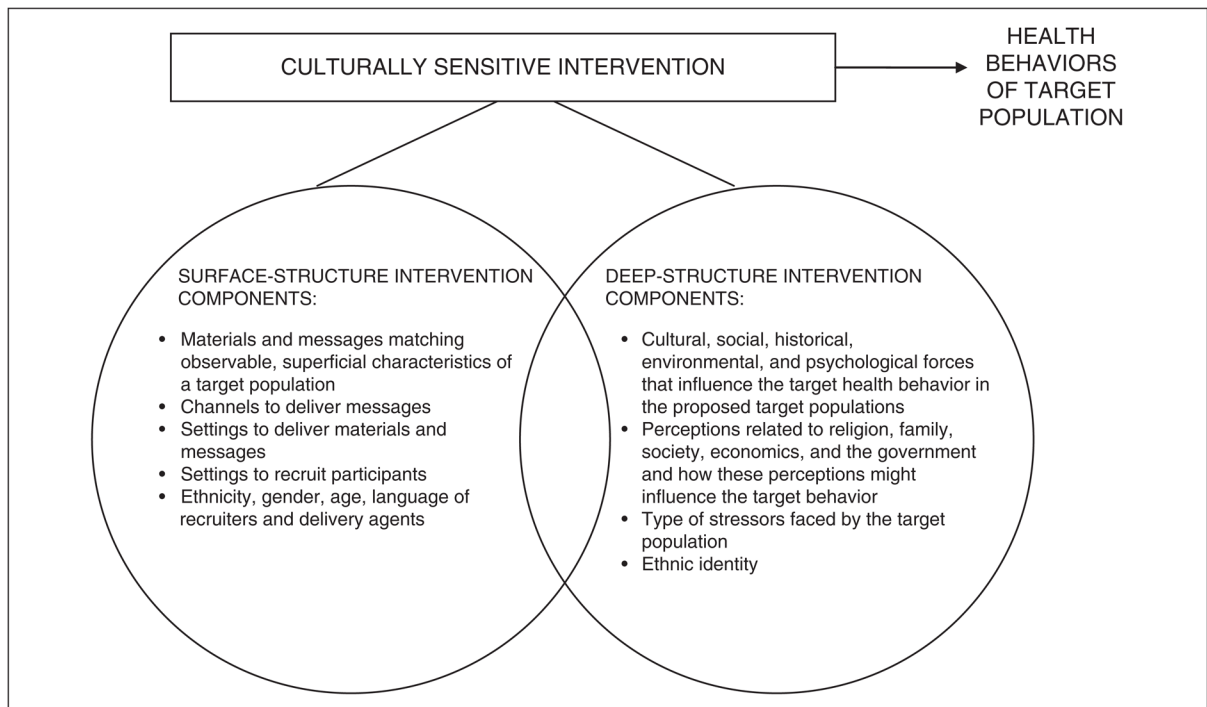 CULTURALLY SENSITIVE INTERVENTION
HEALTH
BEHAVIORS
OF TARGET
POPULATION
SURFACE-STRUCTURE INTERVENTION
COMPONENTS:
• Materials and messages matching
observable, superficial characteristics of
a target population
• Channels to deliver messages
• Settings to deliver materials and
messages
• Settings to recruit participants
• Ethnicity, gender, age, language of
recruiters and delivery agents
DEEP-STRUCTURE INTERVENTION
COMPONENTS:
• Cultural, social, historical,
environmental, and psychological forces
that influence the target health behavior in
the proposed target populations
• Perceptions related to religion, family,
society, economics, and the government
and how these perceptions might
influence the target behavior
• Type of stressors faced by the target
population
• Ethnic identity